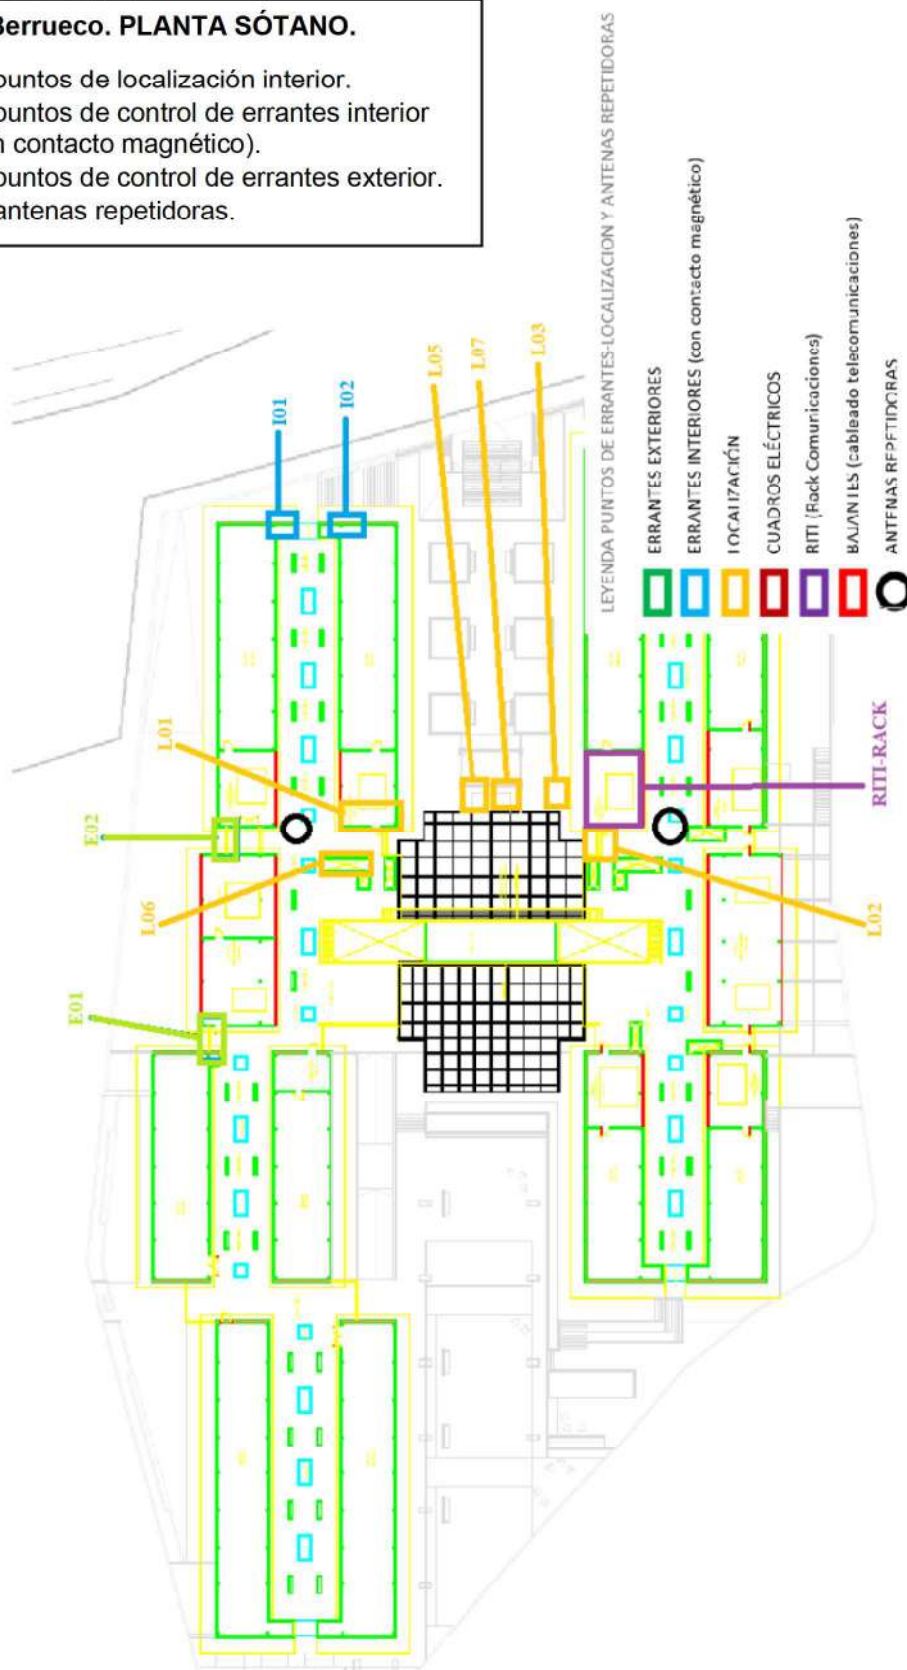 Berrueco. PLANTA SÓTANO.
puntos de localización interior.
puntos de control de errantes interior
n contacto magnético).
puntos de control de errantes exterior.
antenas repetidoras.
LEYENDA PUNTOS DE ERRANTES-LOCALIZACION Y ANTENAS REPETIDORAS
ERRANTES EXTERIORES
ERRANTES INTERIORES (con contacto magnético)
LOCALIZACIÓN
CUADROS ELÉCTRICOS
RITI (Rack Comunicaciones)
BAJANTES (cableado telecomunicaciones)
ANTENAS REPETIDORAS
I01
I02
L05
L07
L03
L01
E02
L06
E01
RITI-RACK
L02